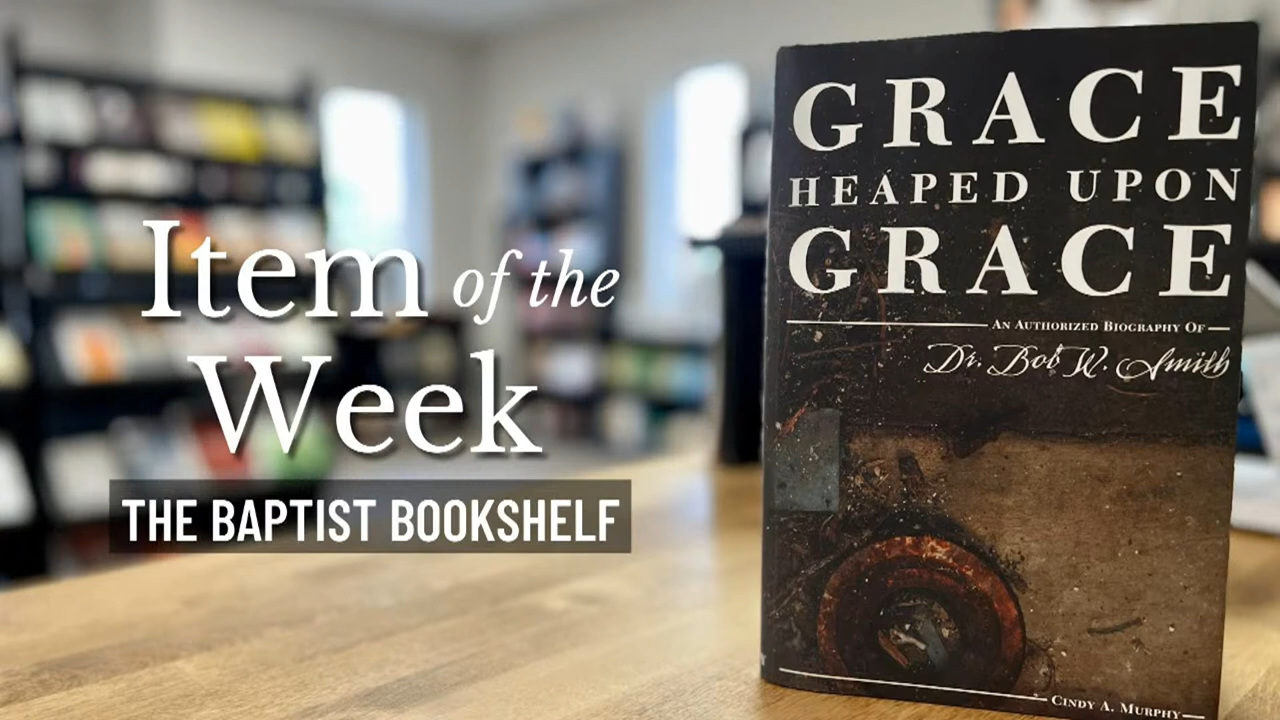 Item of the
Week
THE BAPTIST BOOKSHELF
GRACE
HEAPED UPON
GRACE
AN AUTHORIZED BIOGRAPHY OF
Dr. Bob W. Smith
CINDY A. MURPHY